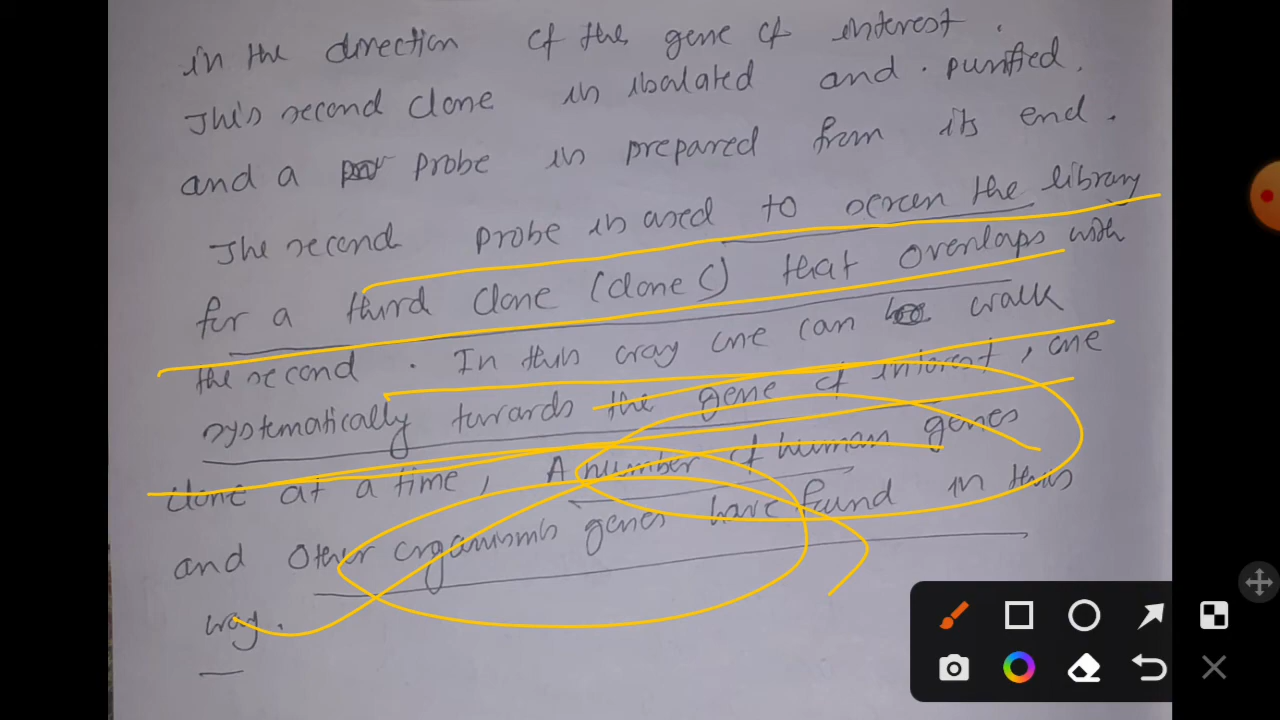 in the direction of the gene of interest.
This second clone is isolated and purified.
and a probe is prepared from its end.
The second probe is used to screen the library
for a third clone (clone C) that overlaps with
the second. In this way one can walk
systematically towards the gene of interest, one
clone at a time, A number of human genes
and other organisms genes have found in this
way.